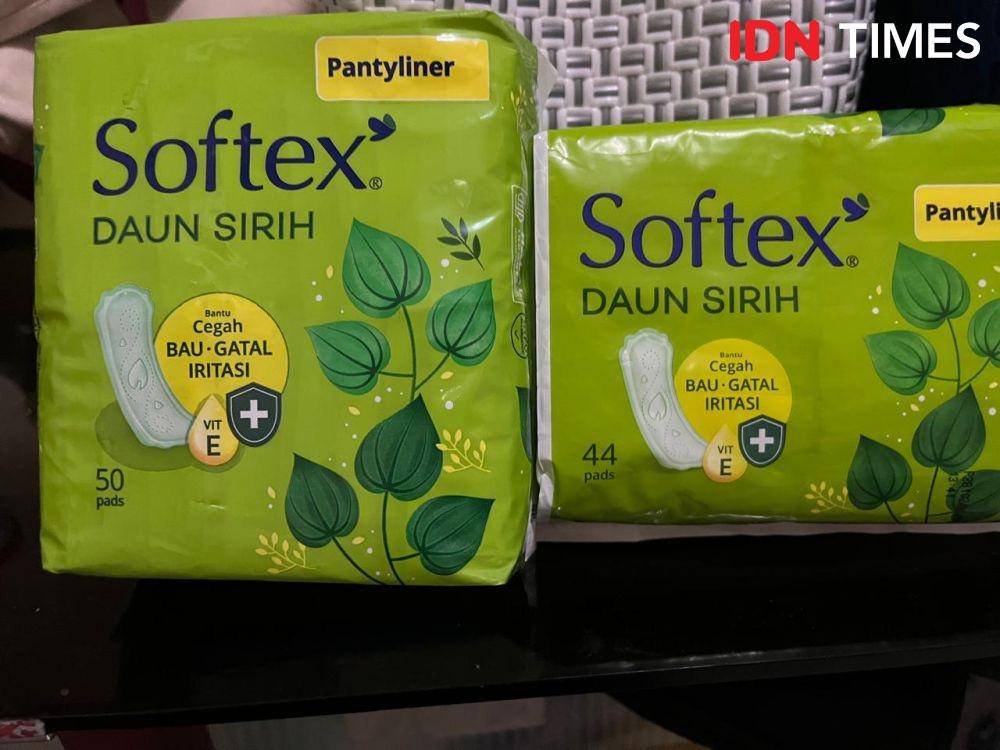 IDN TIMES
Pantyliner
Softex®
DAUN SIRIH
Bantu
Cegah
BAU·GATAL
IRITASI
VIT
E
50
pads
Softex®
DAUN SIRIH
Bantu
Cegah
BAU·GATAL
IRITASI
VIT
E
44
pads
Pantyli